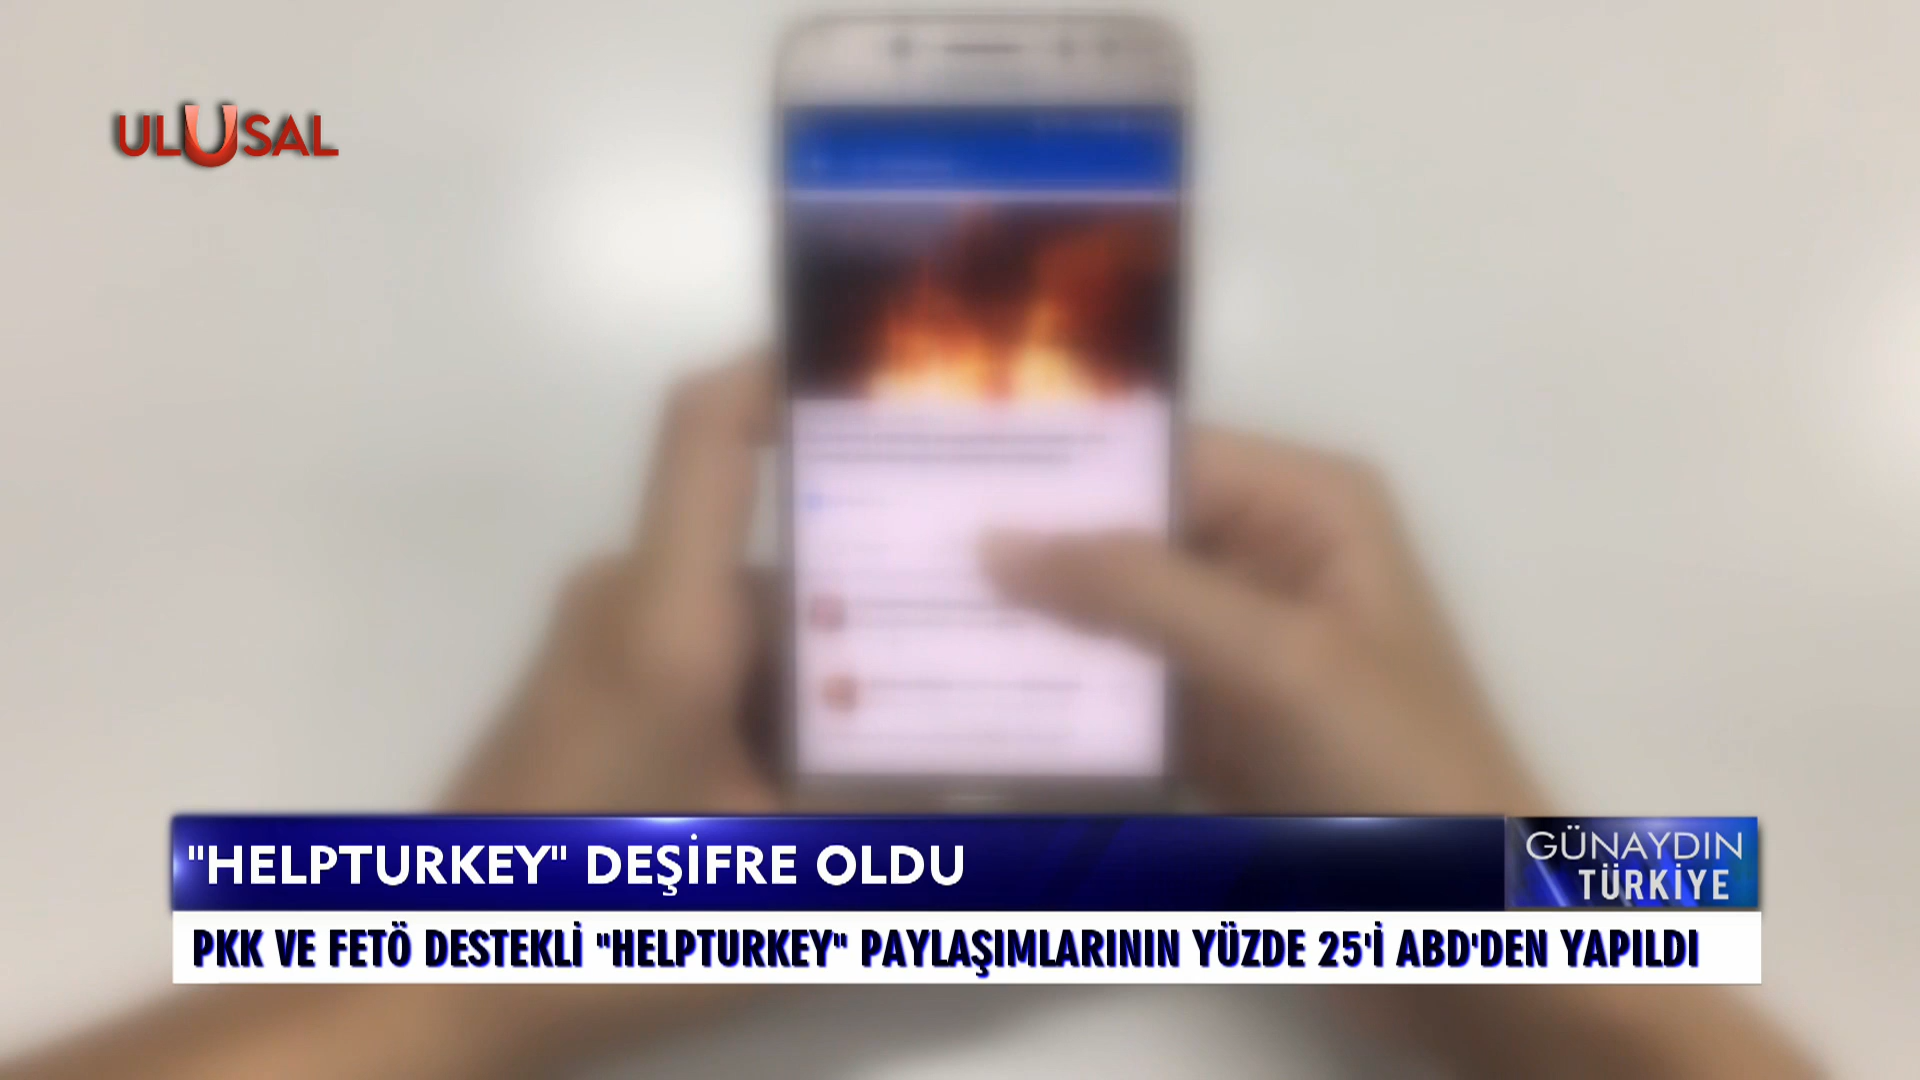 ULUSAL
"HELPTURKEY" DEŞİFRE OLDU
GÜNAYDIN
TÜRKİYE
PKK VE FETÖ DESTEKLİ "HELPTURKEY" PAYLAŞIMLARININ YÜZDE 25'İ ABD'DEN YAPILDI